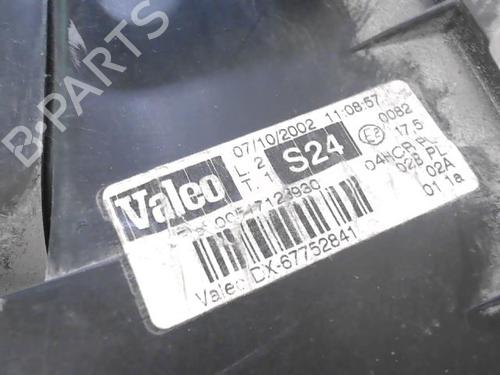 B-PARTS
07/10/2002 11:08:57
Valeo
L. 2
T. 1
S24
E8
0082
17.5
04HCR PL
02B PL
02A
01 1a
Valeo DX-67752841